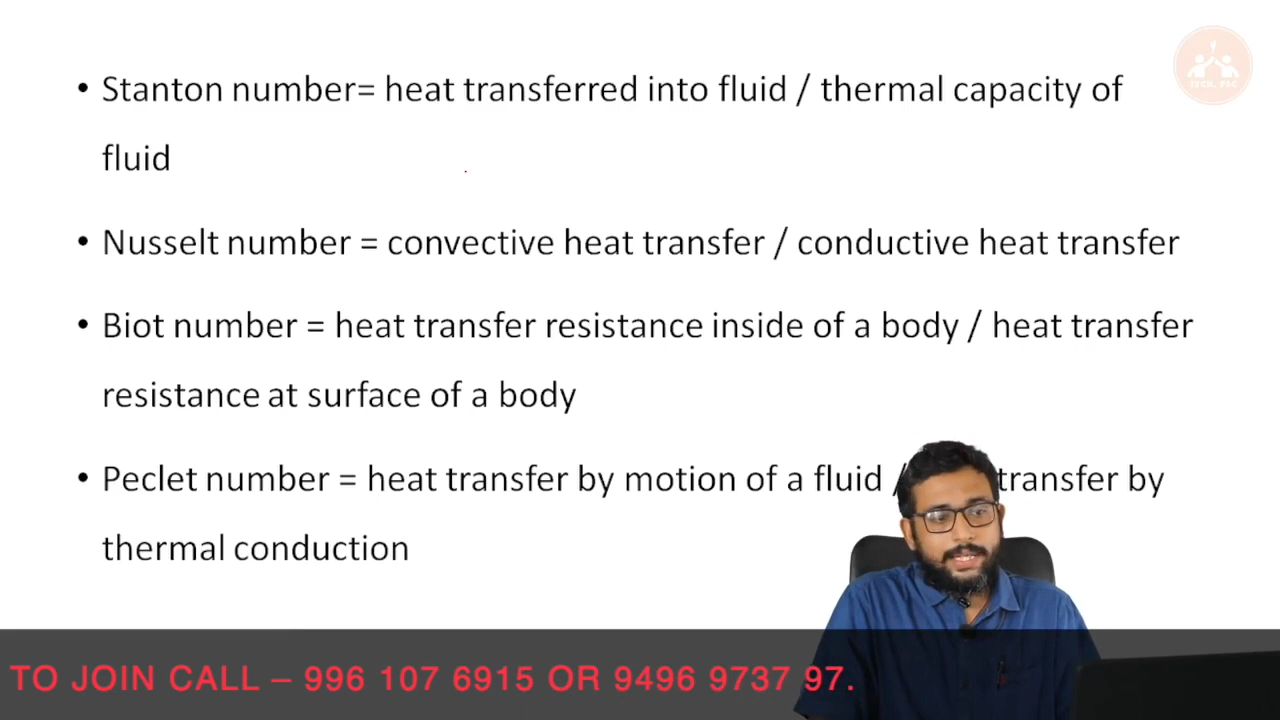 • Stanton number= heat transferred into fluid / thermal capacity of
fluid
• Nusselt number = convective heat transfer / conductive heat transfer
• Biot number = heat transfer resistance inside of a body / heat transfer
resistance at surface of a body
• Peclet number = heat transfer by motion of a fluid / transfer by
thermal conduction
TO JOIN CALL – 996 107 6915 OR 9496 9737 97.
TECH. PSC